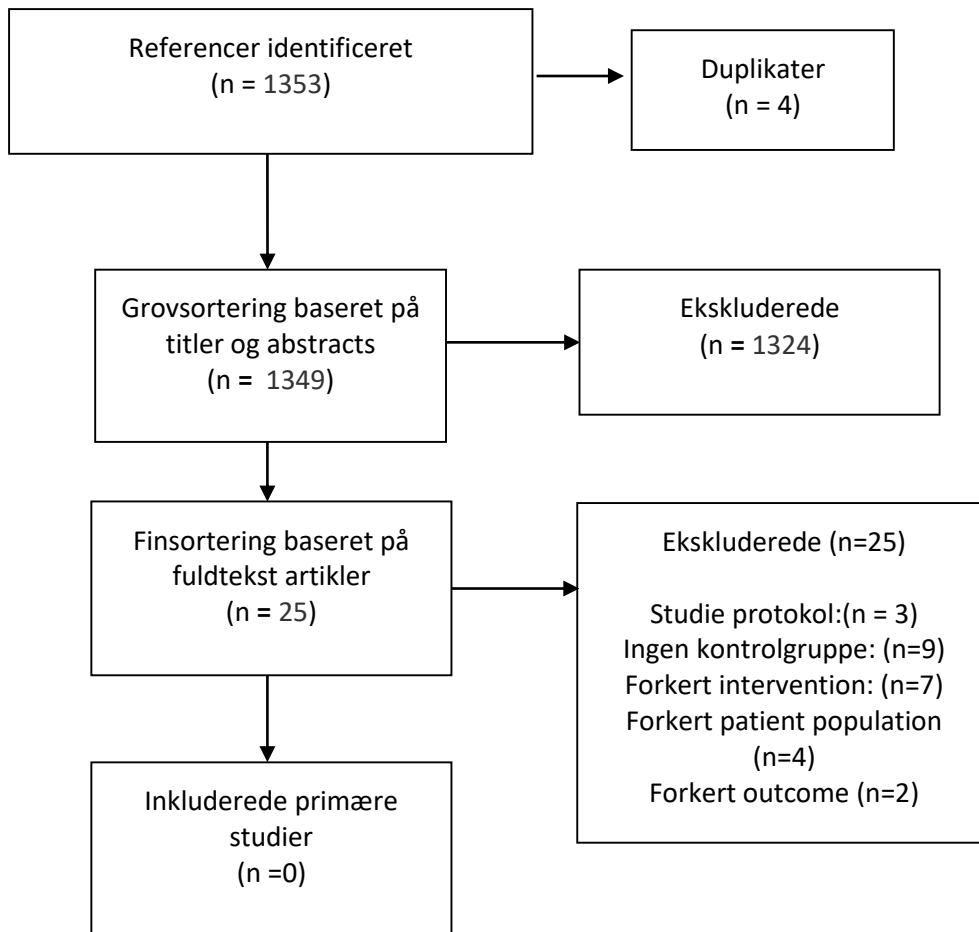 Referencer identificeret
(n = 1353)
Duplikater
(n = 4)
Grovsortering baseret på
titler og abstracts
(n =  1349)
Ekskluderede
(n = 1324)
Finsortering baseret på
fuldtekst artikler
(n = 25)
Ekskluderede (n=25)
Studie protokol:(n = 3)
Ingen kontrolgruppe: (n=9)
Forkert intervention: (n=7)
Forkert patient population
(n=4)
Forkert outcome (n=2)
Inkluderede primære
studier
(n =0)